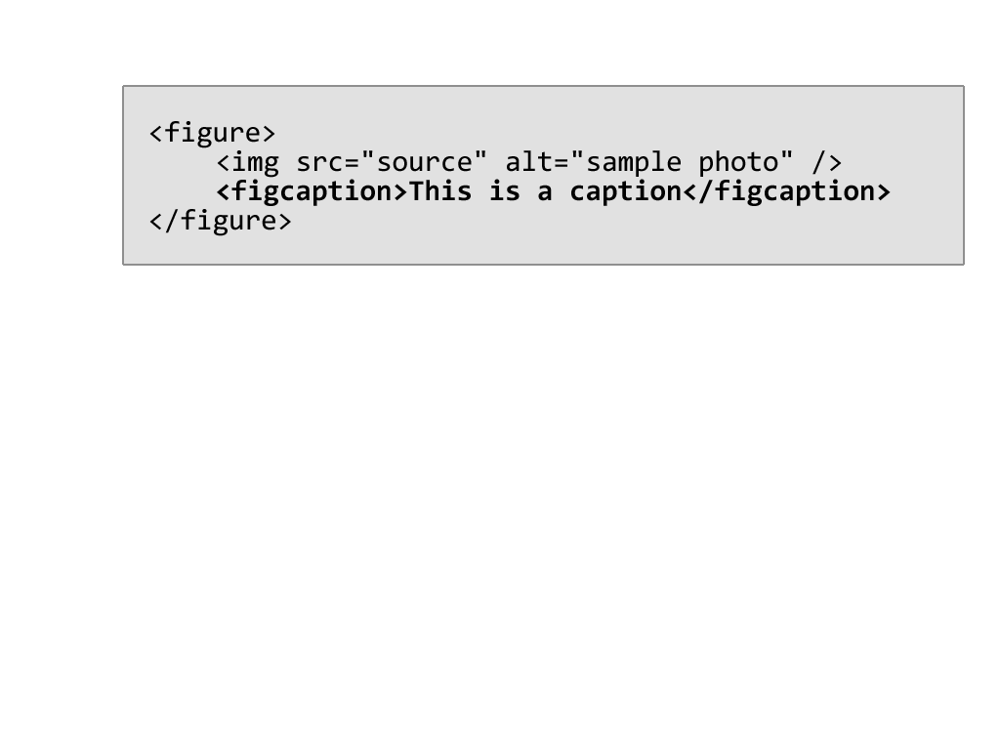 <figure>
<img src="source" alt="sample photo" />
<figcaption>This is a caption</figcaption>
</figure>